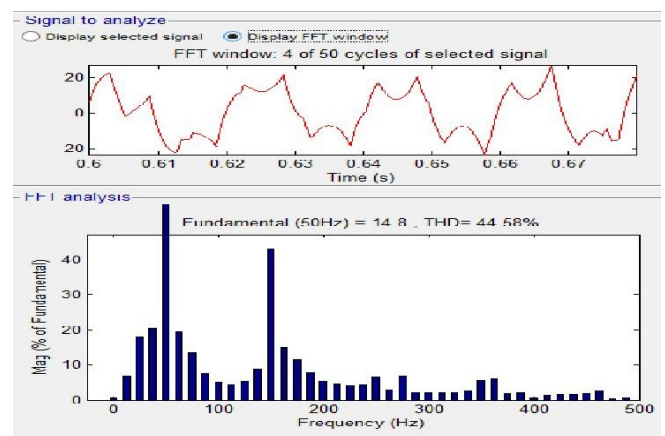 Signal to analyze
Display selected signal Display FFT window
FFT window: 4 of 50 cycles of selected signal
20
0
20
0.6 0.61 0.62 0.63 0.64 0.65 0.66 0.67
Time (s)
FFT analysis
Fundamental (50Hz) = 14.8 , THD= 44.58%
Mag (% of Fundamental)
40
30
20
10
0
0 100 200 300 400 500
Frequency (Hz)